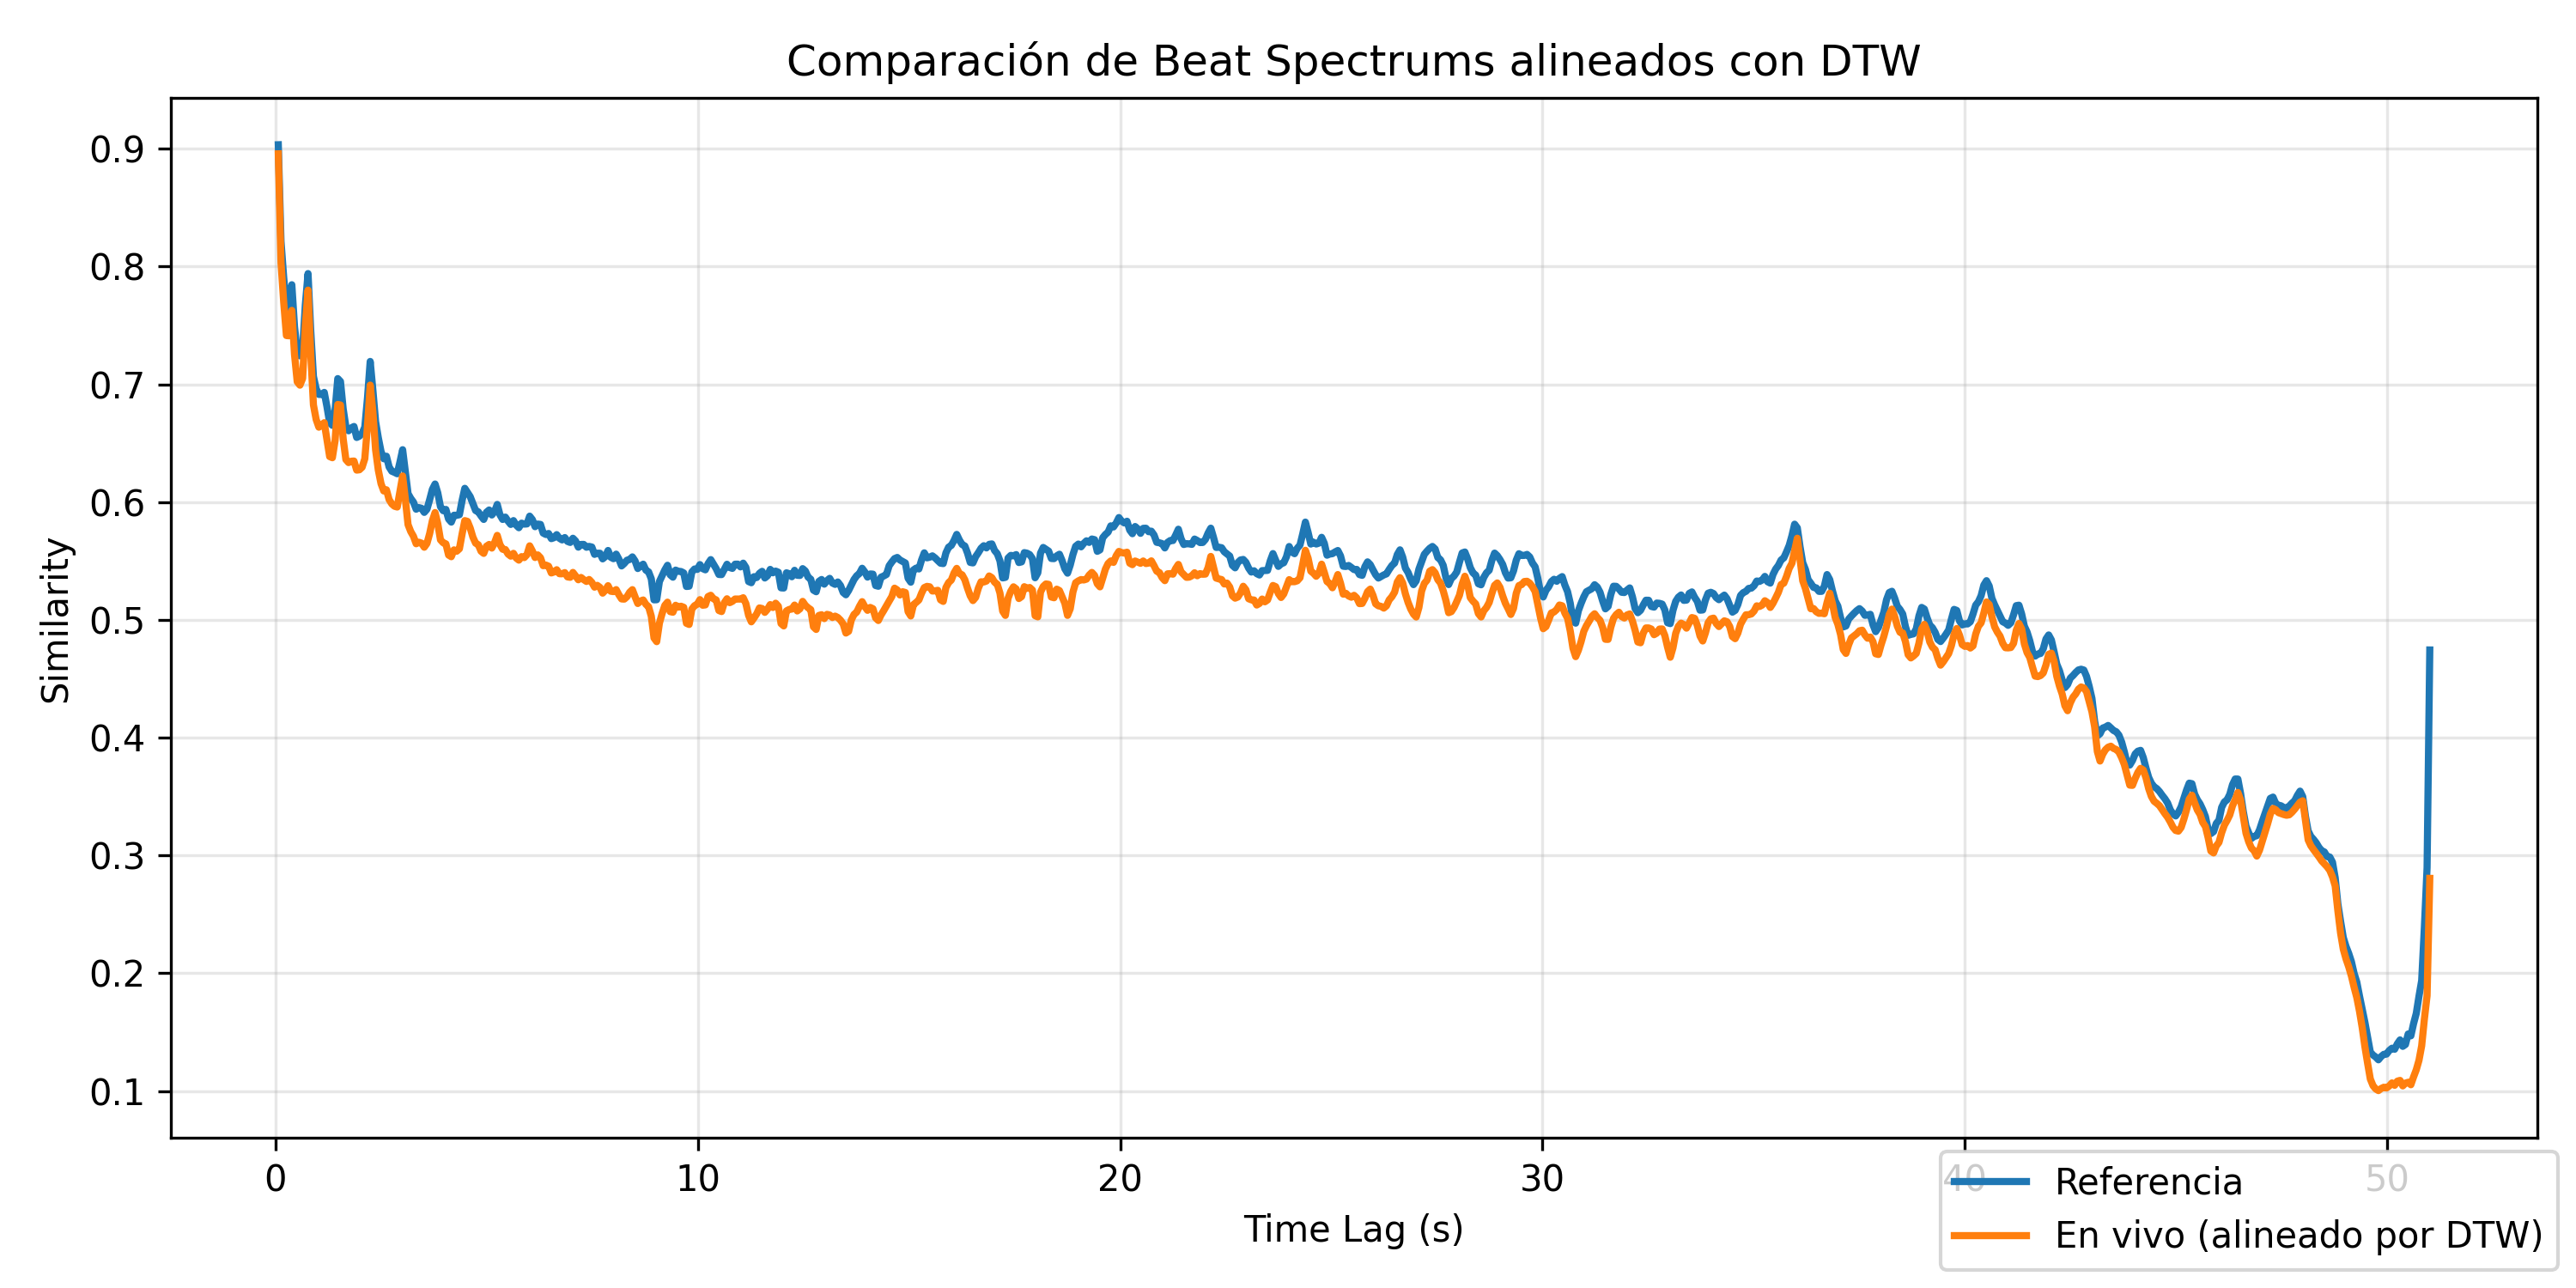 Comparación de Beat Spectrums alineados con DTW
Similarity
0.9
0.8
0.7
0.6
0.5
0.4
0.3
0.2
0.1
0 10 20 30 40 50
Time Lag (s)
Referencia
En vivo (alineado por DTW)